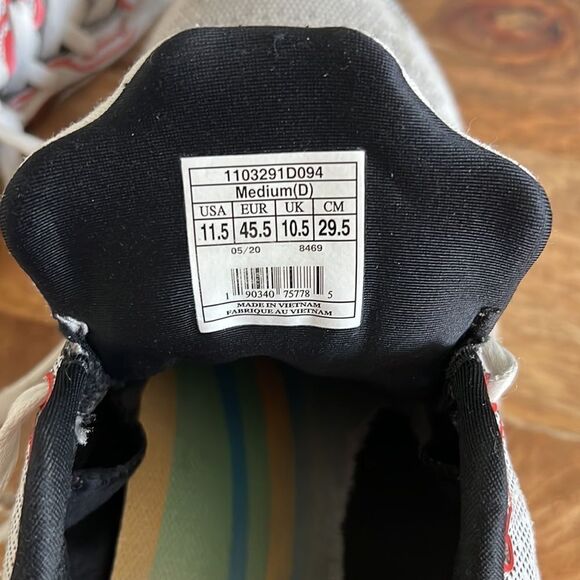 1103291D094
Medium(D)
USA EUR UK CM
11.5 45.5 10.5 29.5
05/20 8469
1 90340 75778 5
MADE IN VIETNAM
FABRIQUE AU VIETNAM